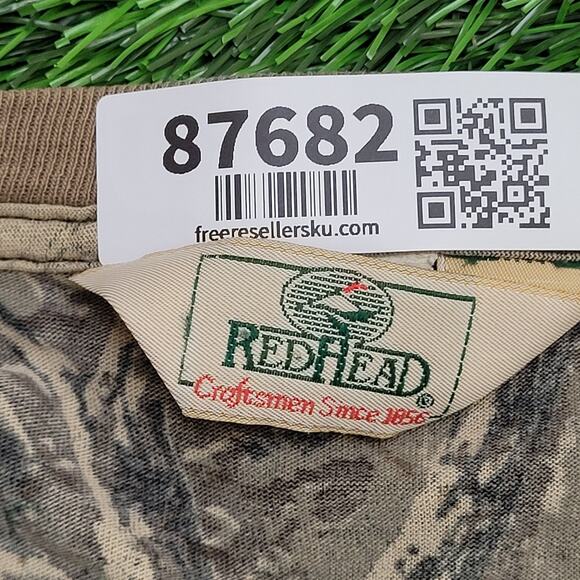 87682
freeresellersku.com
REDHEAD®
Craftsmen Since 1856